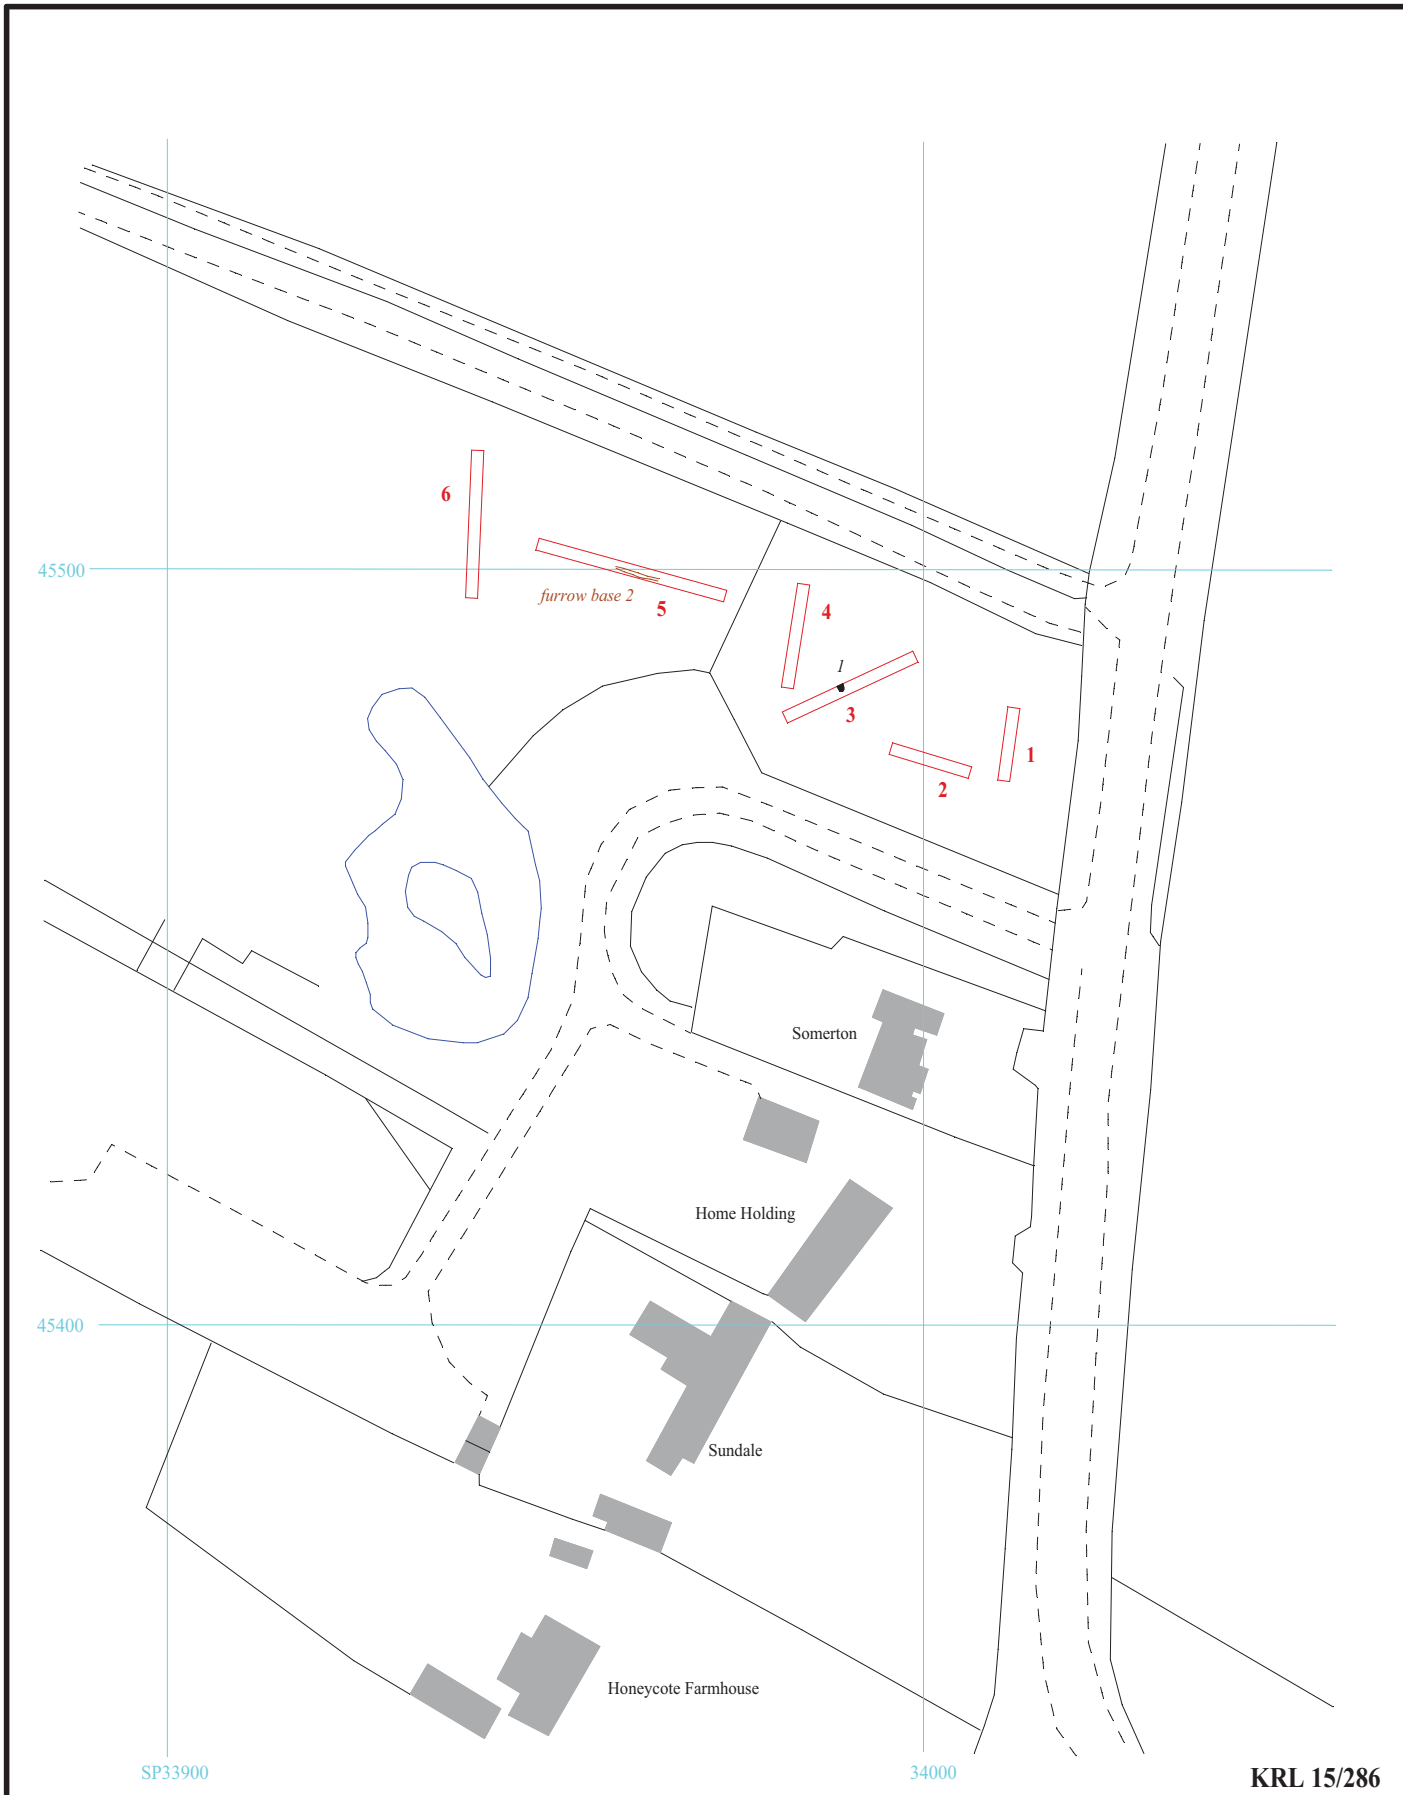 6
45500
furrow base 2
5
4
1
3
1
2
Somerton
Home Holding
45400
Sundale
Honeycote Farmhouse
SP33900
34000
KRL 15/286